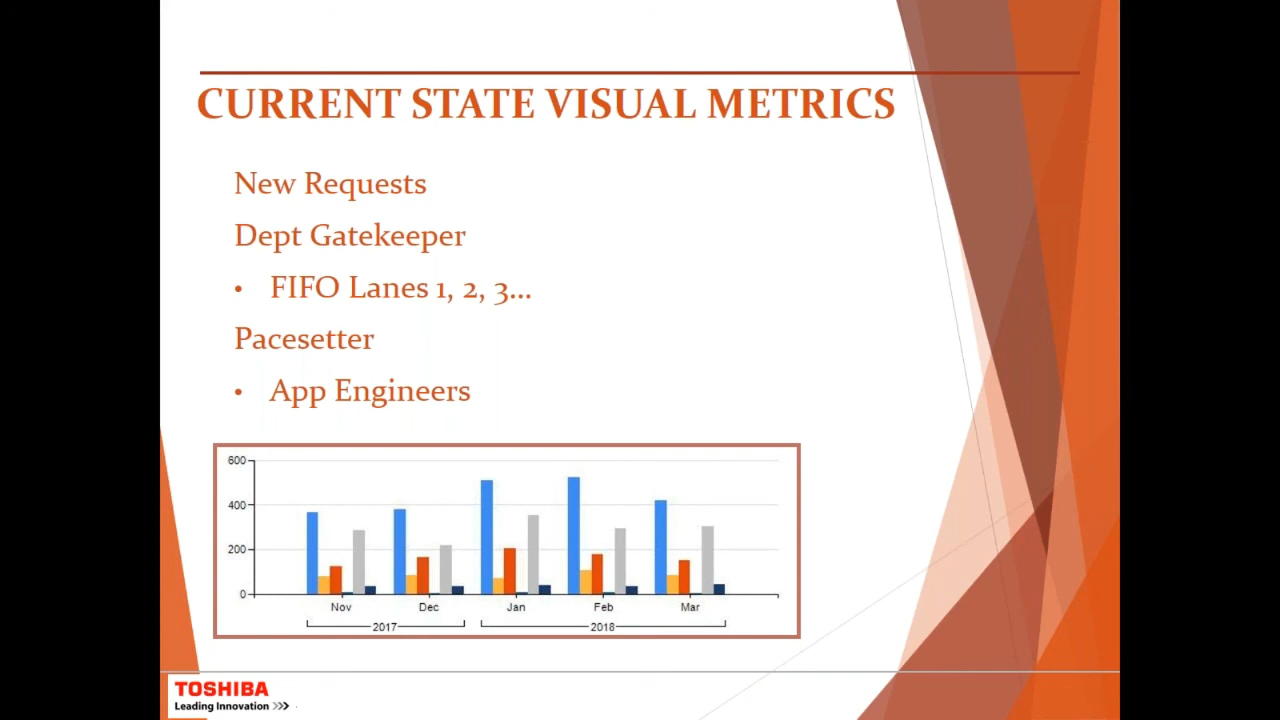 CURRENT STATE VISUAL METRICS
New Requests
Dept Gatekeeper
• FIFO Lanes 1, 2, 3...
Pacesetter
• App Engineers
600
400
200
0
Nov Dec Jan Feb Mar
2017 2018
TOSHIBA
Leading Innovation >>>